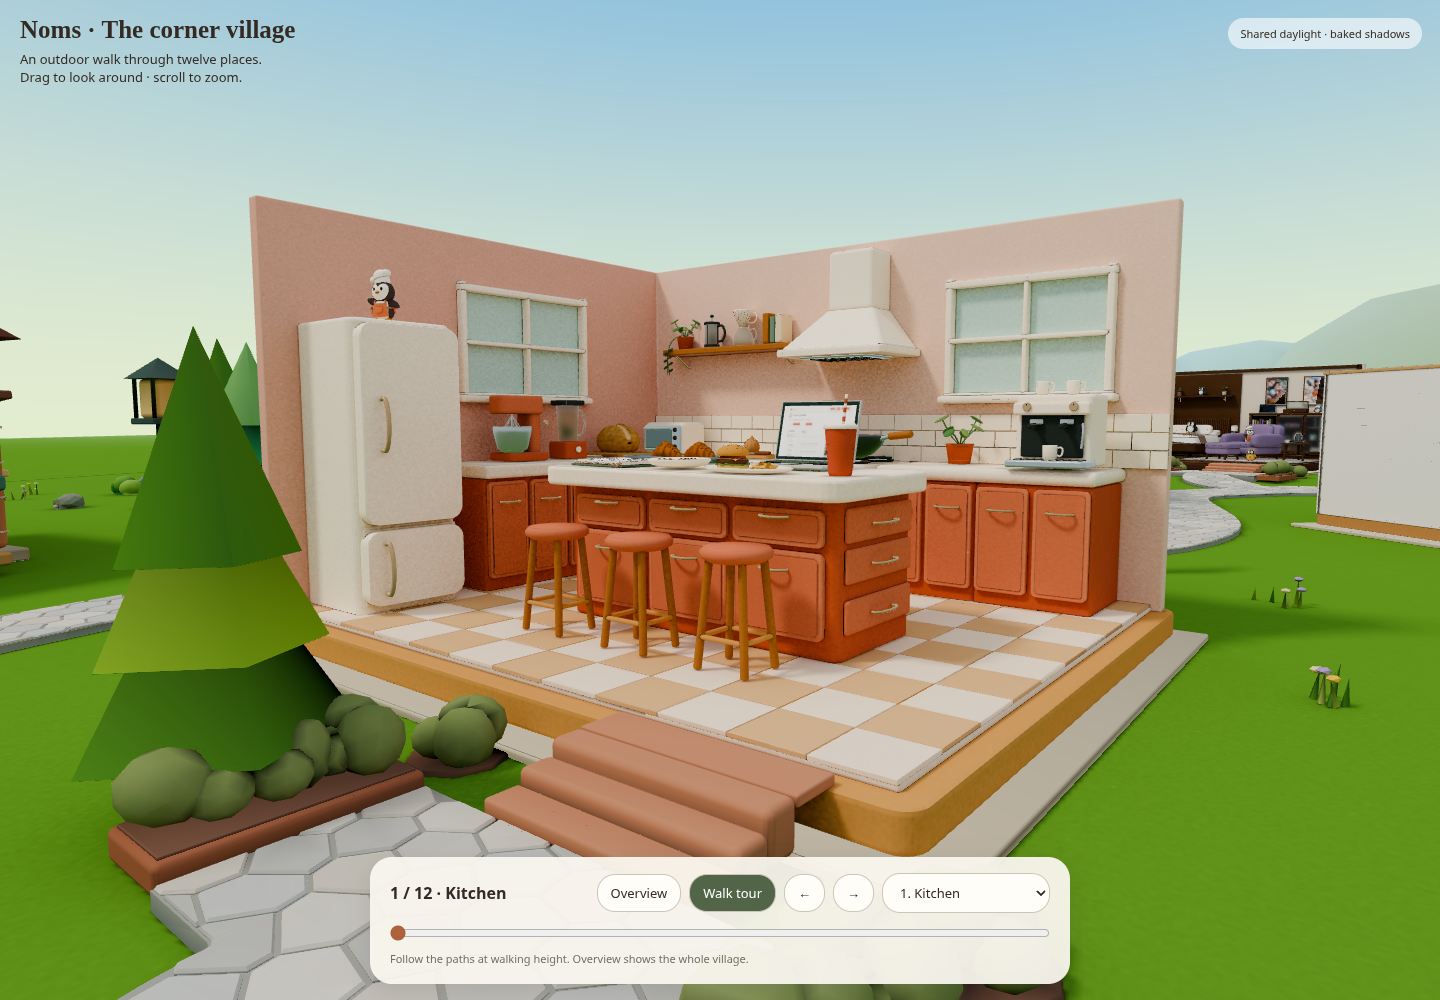 Noms · The corner village
An outdoor walk through twelve places.
Drag to look around · scroll to zoom.
Shared daylight · baked shadows
1 / 12 · Kitchen
Overview
Walk tour
←
→
1. Kitchen
Follow the paths at walking height. Overview shows the whole village.